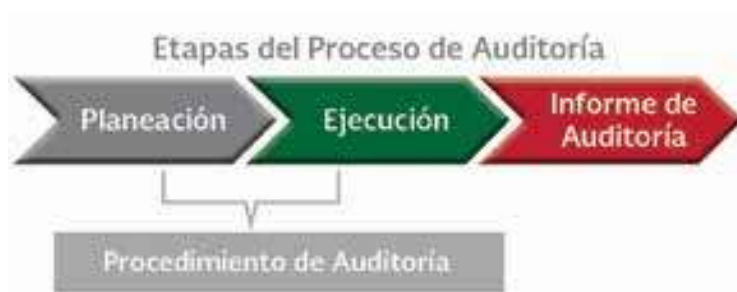 Etapas del Proceso de Auditoría
Planeación
Ejecución
Informe de
Auditoría
Procedimiento de Auditoría